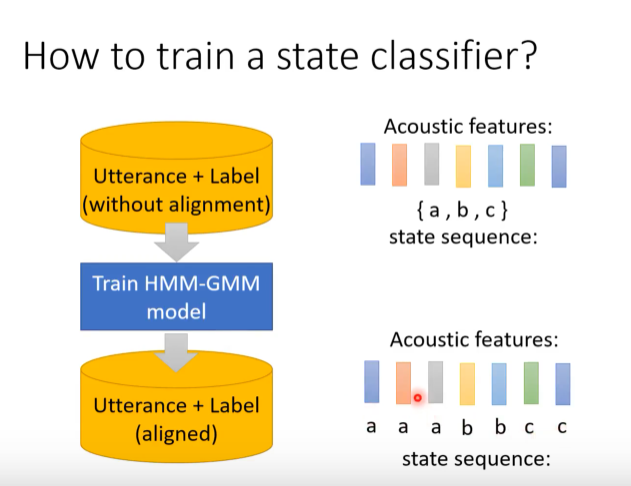 How to train a state classifier?
Utterance + Label
(without alignment)
Train HMM-GMM
model
Utterance + Label
(aligned)
Acoustic features:
{ a , b , c }
state sequence:
Acoustic features:
a a a b b c c
state sequence: